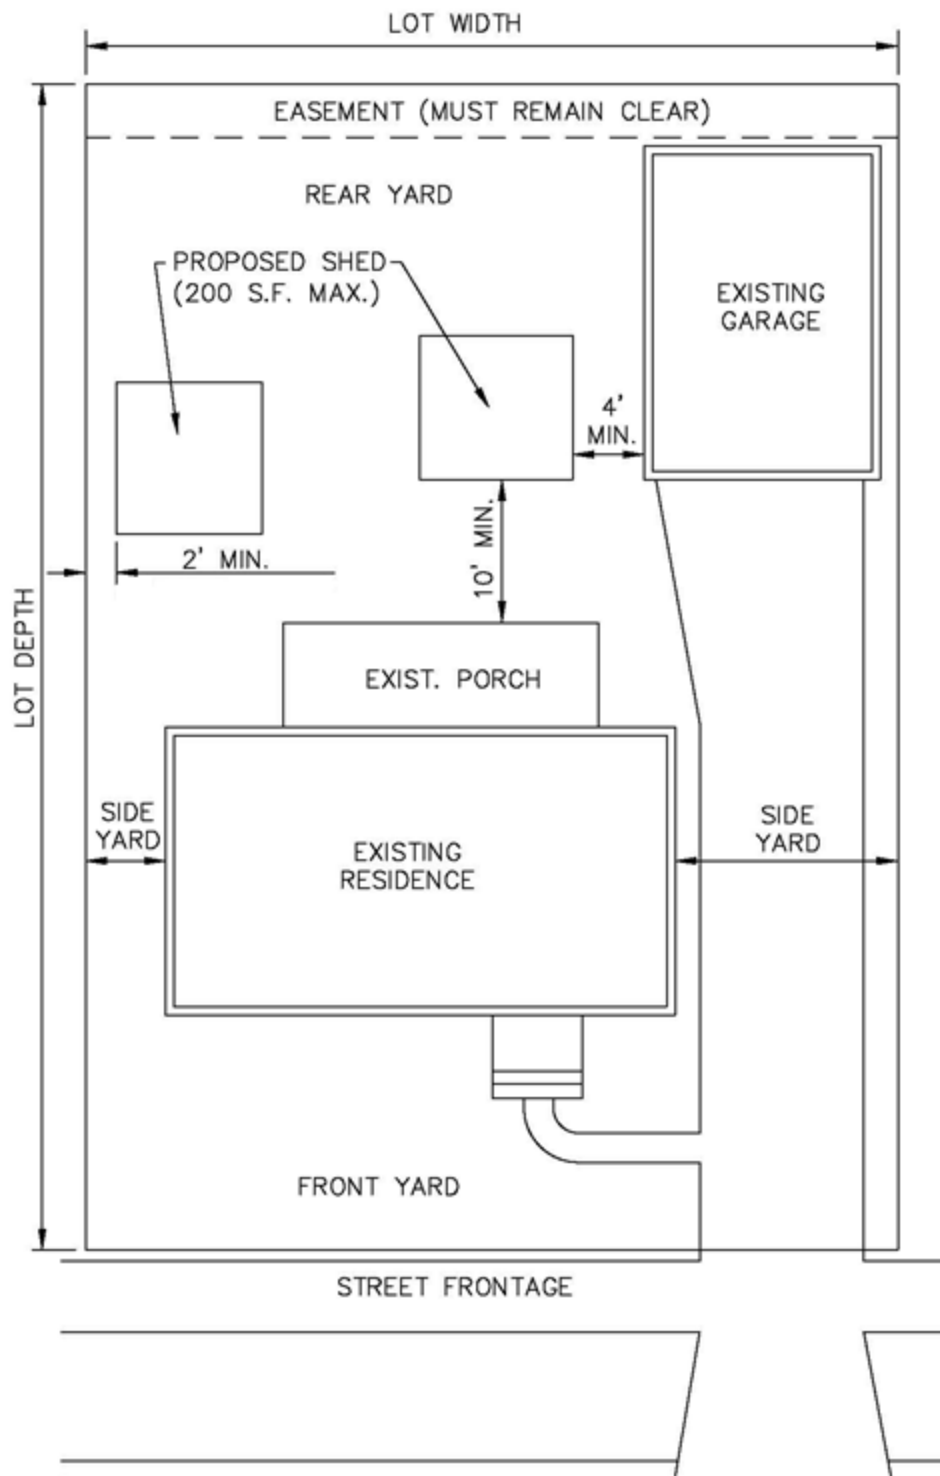 LOT WIDTH
EASEMENT (MUST REMAIN CLEAR)
REAR YARD
PROPOSED SHED
(200 S.F. MAX.)
EXISTING
GARAGE
4'
MIN.
10' MIN.
2' MIN.
LOT DEPTH
EXIST. PORCH
SIDE
YARD
EXISTING
RESIDENCE
SIDE
YARD
FRONT YARD
STREET FRONTAGE